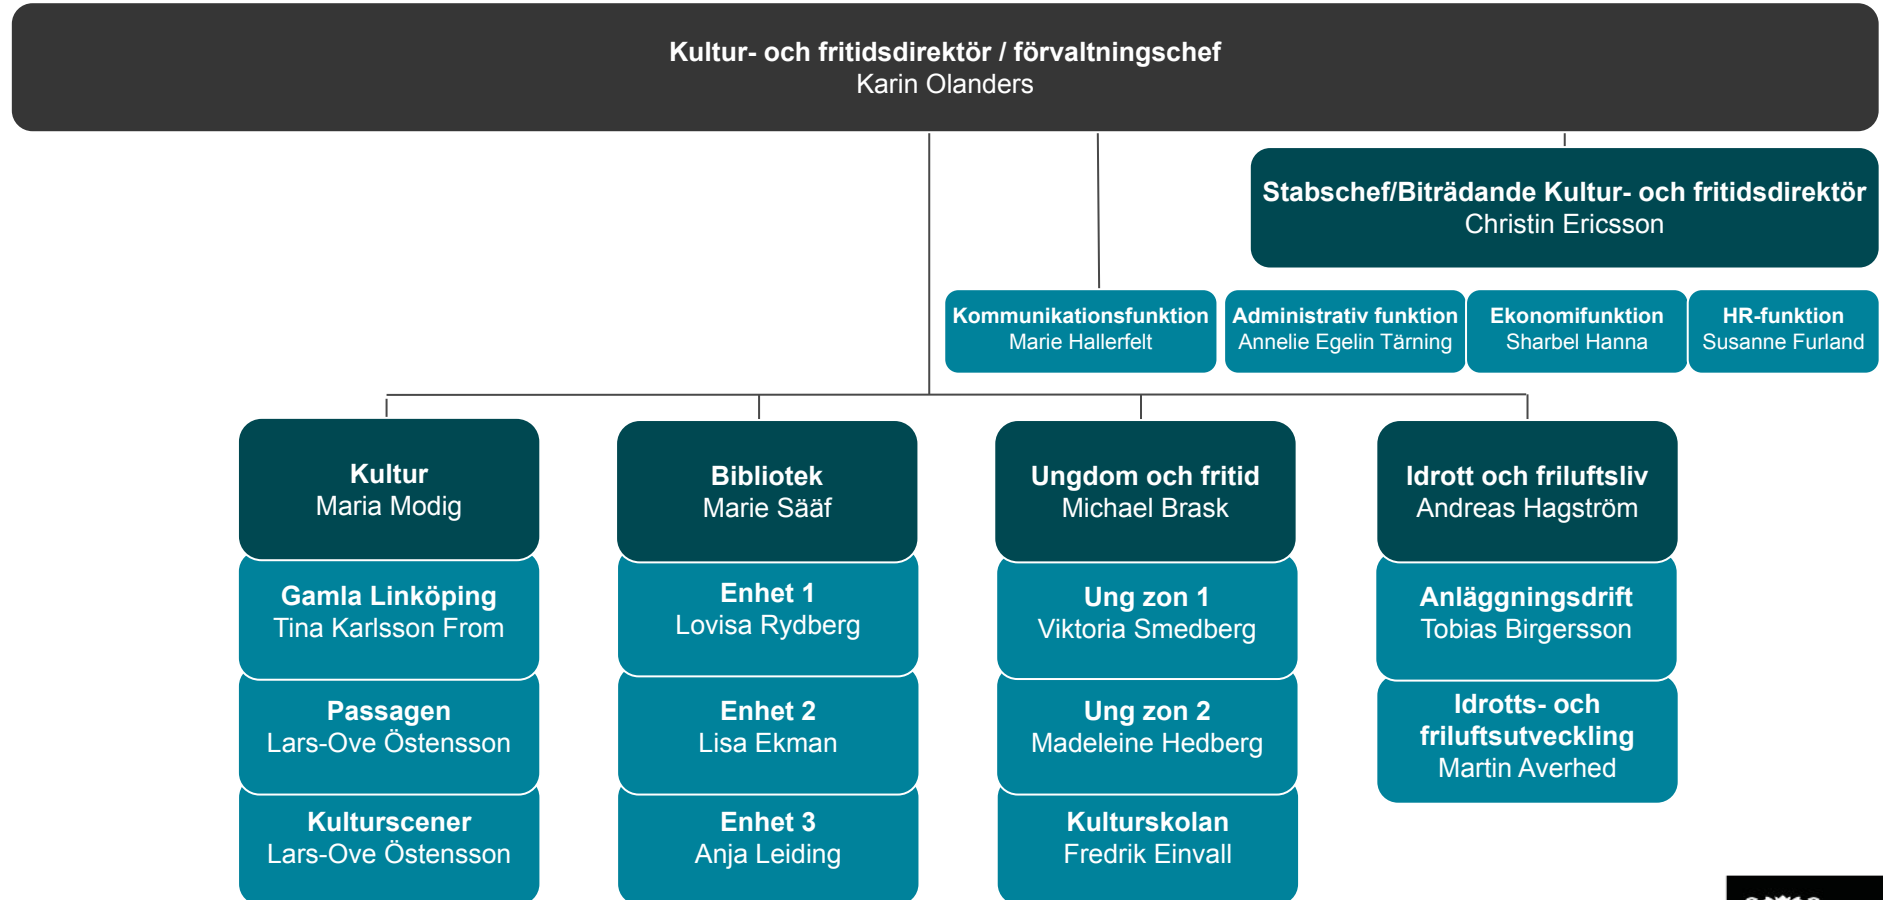 Kultur- och fritidsdirektör / förvaltningschef
Karin Olanders
Stabschef/Biträdande Kultur- och fritidsdirektör
Christin Ericsson
Kommunikationsfunktion
Marie Hallerfelt
Administrativ funktion
Annelie Egelin Tärning
Ekonomifunktion
Sharbel Hanna
HR-funktion
Susanne Furland
Kultur
Maria Modig
Gamla Linköping
Tina Karlsson From
Passagen
Lars-Ove Östensson
Kulturscener
Lars-Ove Östensson
Bibliotek
Marie Sääf
Enhet 1
Lovisa Rydberg
Enhet 2
Lisa Ekman
Enhet 3
Anja Leiding
Ungdom och fritid
Michael Brask
Ung zon 1
Viktoria Smedberg
Ung zon 2
Madeleine Hedberg
Kulturskolan
Fredrik Einvall
Idrott och friluftsliv
Andreas Hagström
Anläggningsdrift
Tobias Birgersson
Idrotts- och
friluftsutveckling
Martin Averhed